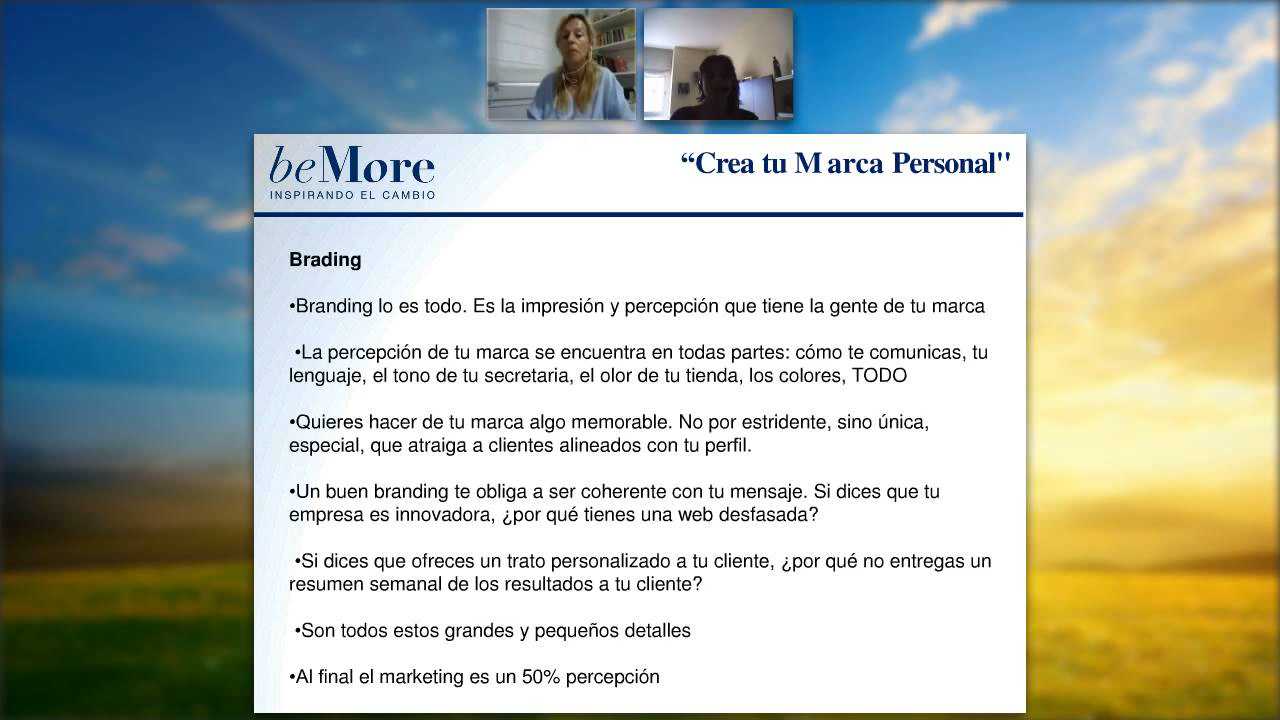 beMore
INSPIRANDO EL CAMBIO
“Crea tu Marca Personal"
Brading
•Branding lo es todo. Es la impresión y percepción que tiene la gente de tu marca
•La percepción de tu marca se encuentra en todas partes: cómo te comunicas, tu
lenguaje, el tono de tu secretaria, el olor de tu tienda, los colores, TODO
•Quieres hacer de tu marca algo memorable. No por estridente, sino única,
especial, que atraiga a clientes alineados con tu perfil.
•Un buen branding te obliga a ser coherente con tu mensaje. Si dices que tu
empresa es innovadora, ¿por qué tienes una web desfasada?
•Si dices que ofreces un trato personalizado a tu cliente, ¿por qué no entregas un
resumen semanal de los resultados a tu cliente?
•Son todos estos grandes y pequeños detalles
•Al final el marketing es un 50% percepción